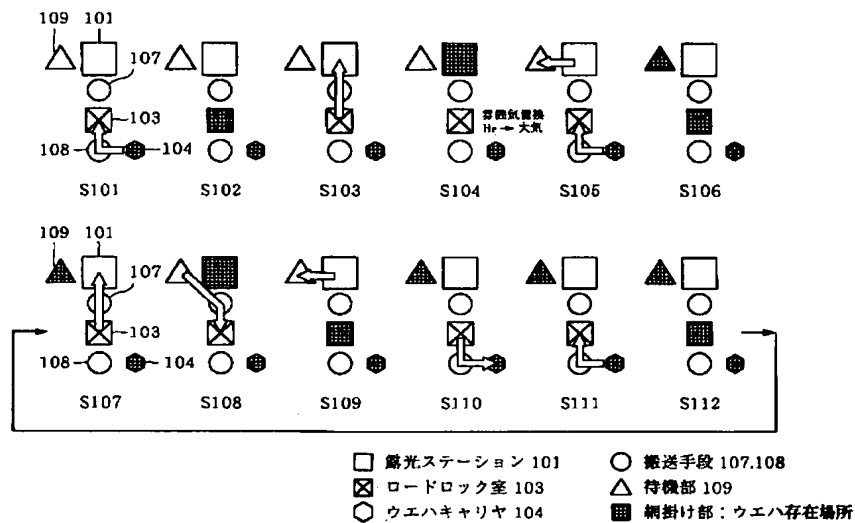 109 101
107
103
108 104
雰囲気置換
He → 大気
S101 S102 S103 S104 S105 S106
109 101
107
103
108 104
S107 S108 S109 S110 S111 S112
露光ステーション 101 搬送手段 107,108
ロードロック室 103 待機部 109
ウエハキャリヤ 104 網掛け部：ウエハ存在場所